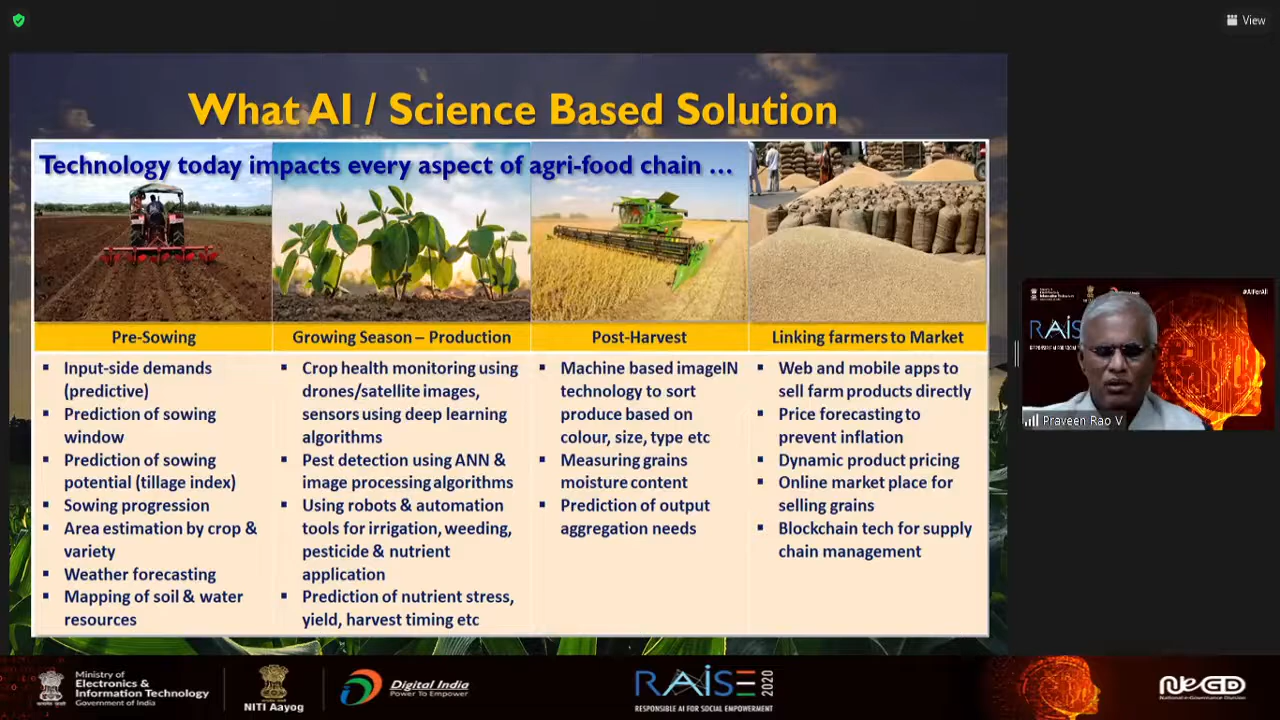 View
What AI / Science Based Solution
Technology today impacts every aspect of agri-food chain ...
Pre-Sowing
▪ Input-side demands
(predictive)
▪ Prediction of sowing
window
▪ Prediction of sowing
potential (tillage index)
▪ Sowing progression
▪ Area estimation by crop &
variety
▪ Weather forecasting
▪ Mapping of soil & water
resources
Growing Season – Production
▪ Crop health monitoring using
drones/satellite images,
sensors using deep learning
algorithms
▪ Pest detection using ANN &
image processing algorithms
▪ Using robots & automation
tools for irrigation, weeding,
pesticide & nutrient
application
▪ Prediction of nutrient stress,
yield, harvest timing etc
Post-Harvest
▪ Machine based imageIN
technology to sort
produce based on
colour, size, type etc
▪ Measuring grains
moisture content
▪ Prediction of output
aggregation needs
Linking farmers to Market
▪ Web and mobile apps to
sell farm products directly
▪ Price forecasting to
prevent inflation
▪ Dynamic product pricing
▪ Online market place for
selling grains
▪ Blockchain tech for supply
chain management
#AIForAll
RAIS
Praveen Rao V
Ministry of
Electronics &
Information Technology
Government of India
NITI Aayog
Digital India
Power To Empower
RAISE 2020
RESPONSIBLE AI FOR SOCIAL EMPOWERMENT
NeGD
National e-Governance Division